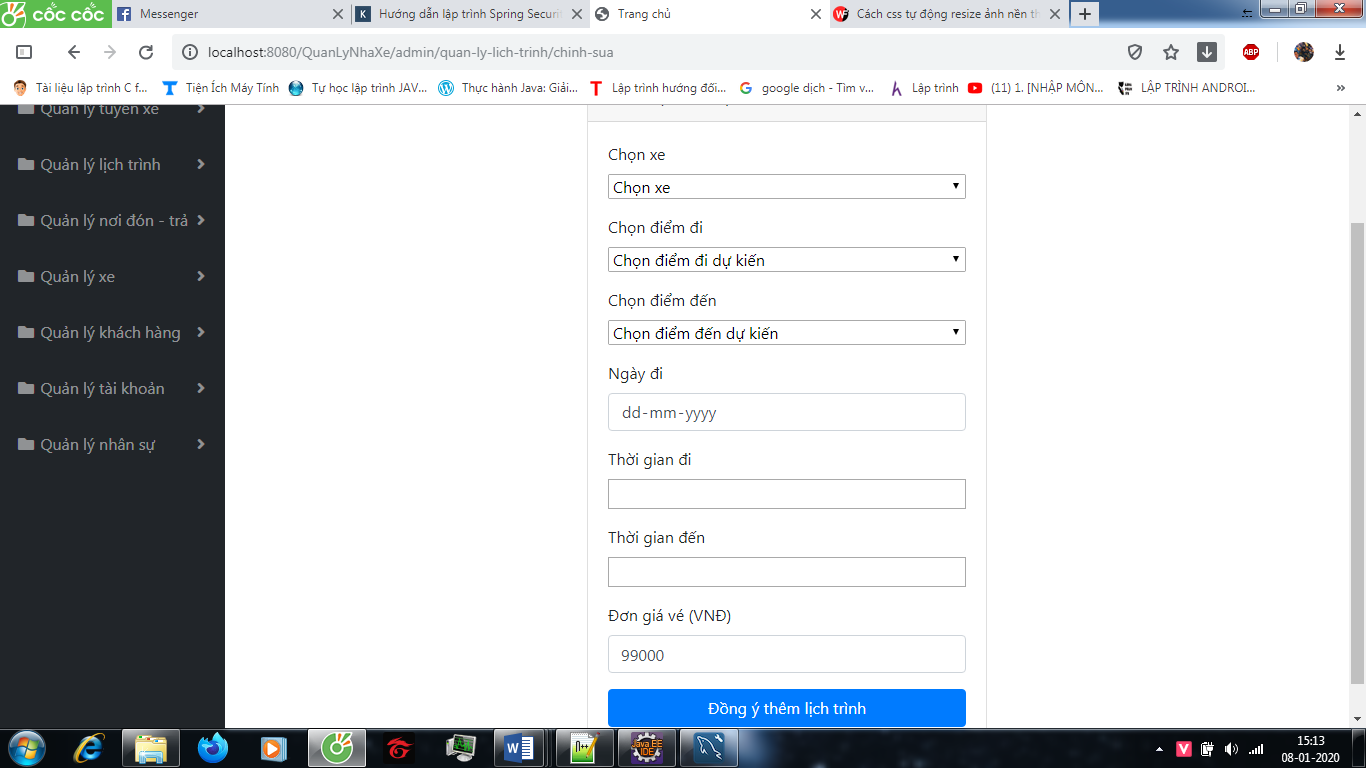 cốc cốc
Messenger
Hướng dẫn lập trình Spring Securit
Trang chủ
Cách css tự động resize ảnh nền th
localhost:8080/QuanLyNhaXe/admin/quan-ly-lich-trinh/chinh-sua
ABP
Tài liệu lập trình C f...
Tiện Ích Máy Tính
Tự học lập trình JAV...
Thực hành Java: Giải...
Lập trình hướng đối...
google dịch - Tìm v...
Lập trình
(11) 1. [NHẬP MÔN...
LẬP TRÌNH ANDROI...
Quản lý tuyến xe
Quản lý lịch trình
Quản lý nơi đón - trả
Quản lý xe
Quản lý khách hàng
Quản lý tài khoản
Quản lý nhân sự
Chọn xe
Chọn xe
Chọn điểm đi
Chọn điểm đi dự kiến
Chọn điểm đến
Chọn điểm đến dự kiến
Ngày đi
dd-mm-yyyy
Thời gian đi
Thời gian đến
Đơn giá vé (VNĐ)
99000
Đồng ý thêm lịch trình
Java EE
IDE
15:13
08-01-2020